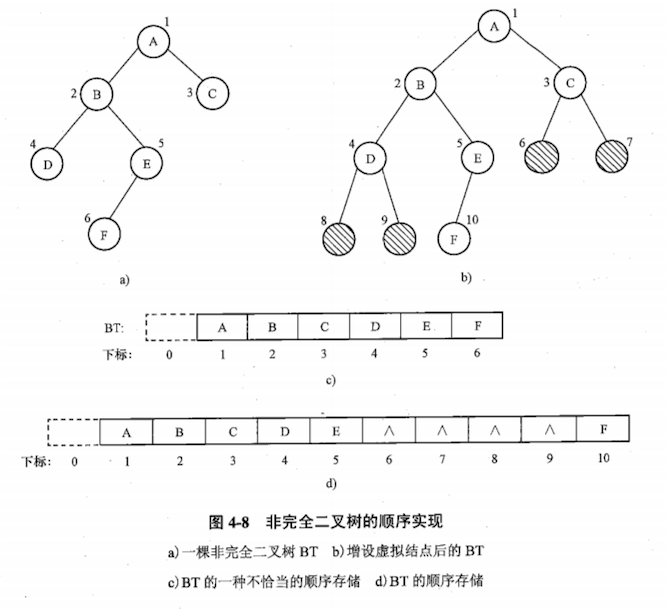 1
A
2 B
3 C
4
D
5
E
6
F
a)
1
A
2 B
3 C
4
D
5
E
6
7
8
9
10
F
b)
BT: A B C D E F
下标: 0 1 2 3 4 5 6
c)
A B C D E ∧ ∧ ∧ ∧ F
下标: 0 1 2 3 4 5 6 7 8 9 10
d)
图 4-8 非完全二叉树的顺序实现
a)一棵非完全二叉树 BT b)增设虚拟结点后的 BT
c)BT 的一种不恰当的顺序存储 d)BT 的顺序存储